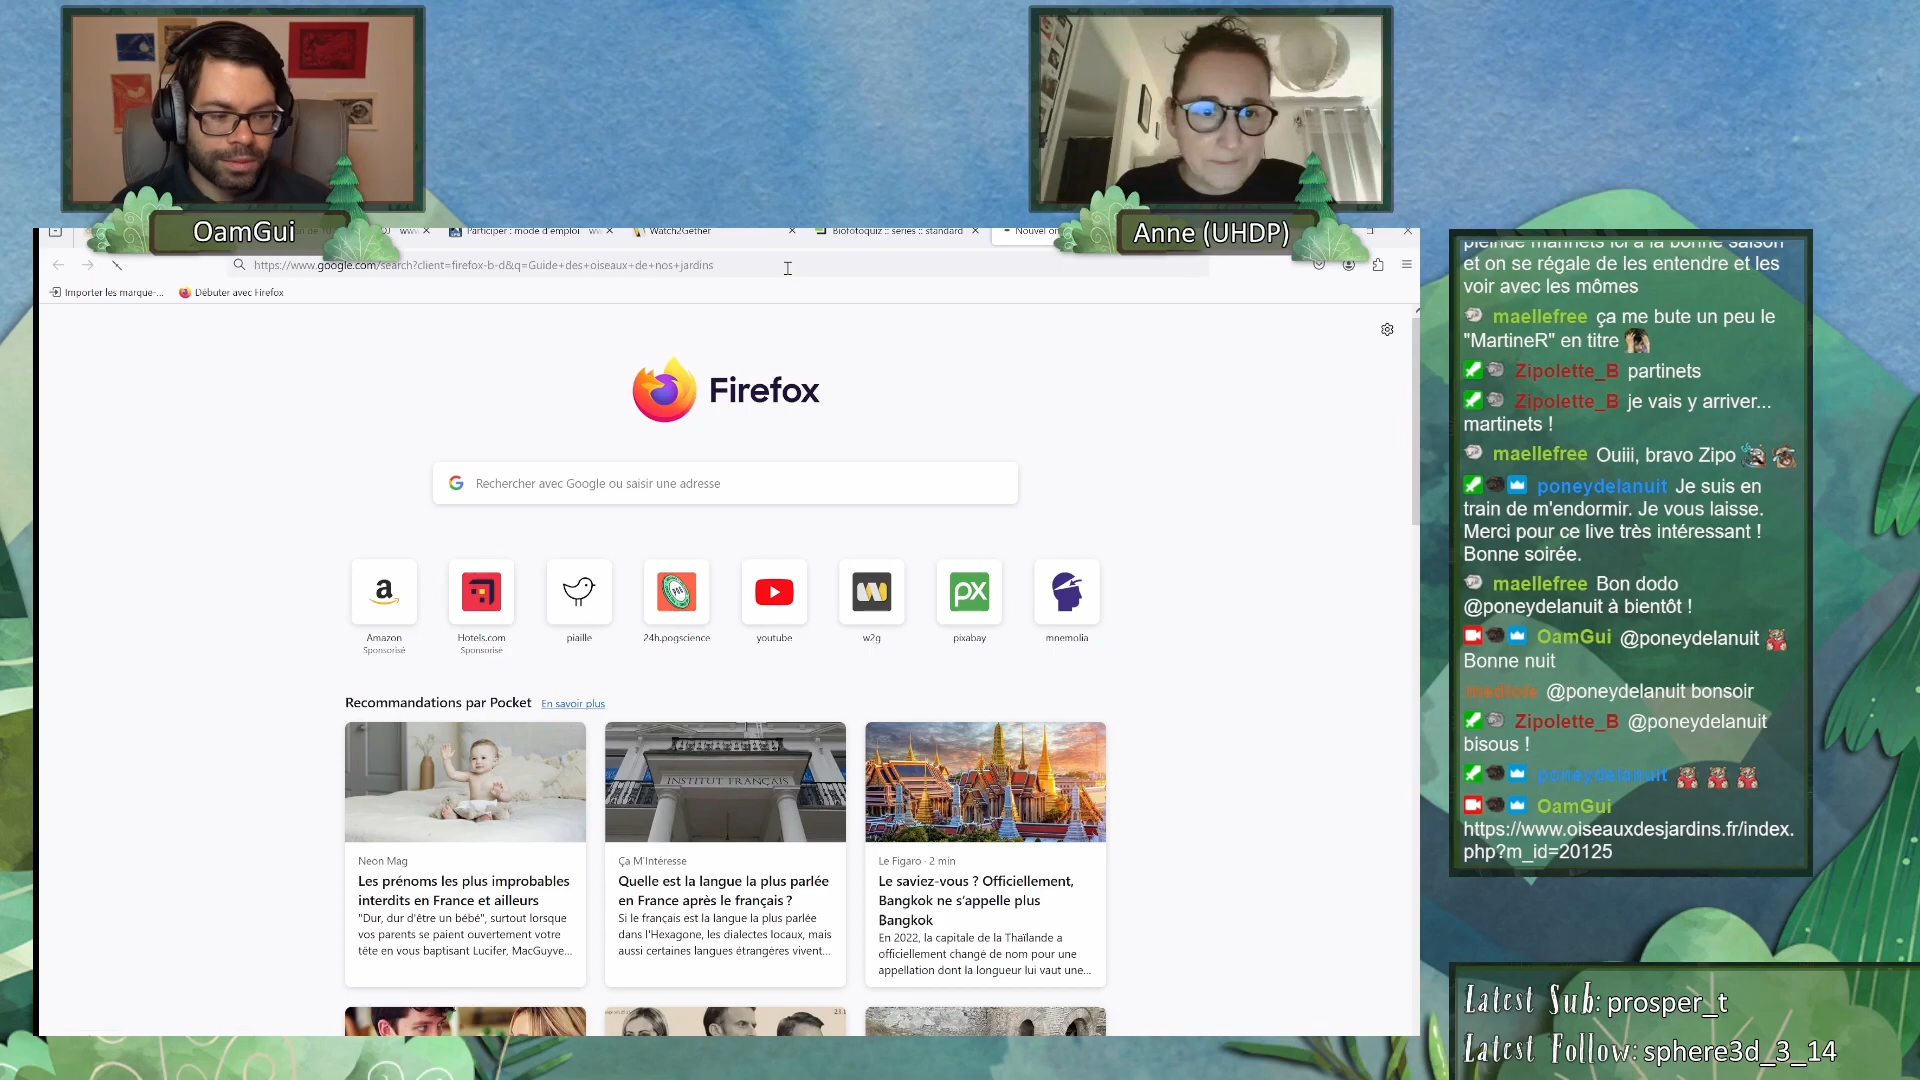 OamGui
Anne (UHDP)
Participer : mode d'emploi
Watch2Gether
Biofotoquiz :: séries :: standard
Nouvel on
https://www.google.com/search?client=firefox-b-d&q=Guide+des+oiseaux+de+nos+jardins
Importer les marque-...
Débuter avec Firefox
Firefox
Rechercher avec Google ou saisir une adresse
Amazon
Sponsorisé
Hotels.com
Sponsorisé
piaille
24h.pogscience
youtube
w2g
pixabay
mnemolia
Recommandations par Pocket En savoir plus
INSTITUT FRANÇAIS
Neon Mag
Les prénoms les plus improbables
interdits en France et ailleurs
"Dur, dur d'être un bébé", surtout lorsque
vos parents se paient ouvertement votre
tête en vous baptisant Lucifer, MacGuyve...
Ça M'Intéresse
Quelle est la langue la plus parlée
en France après le français ?
Si le français est la langue la plus parlée
dans l'Hexagone, les dialectes locaux, mais
aussi certaines langues étrangères vivent...
Le Figaro · 2 min
Le saviez-vous ? Officiellement,
Bangkok ne s'appelle plus
Bangkok
En 2022, la capitale de la Thaïlande a
officiellement changé de nom pour une
appellation dont la longueur lui vaut une...
pleinde martinets ici à la bonne saison
et on se régale de les entendre et les
voir avec les mômes
maellefree ça me bute un peu le
"MartineR" en titre
Zipolette_B partinets
Zipolette_B je vais y arriver...
martinets !
maellefree Ouiii, bravo Zipo
poneydelanuit Je suis en
train de m'endormir. Je vous laisse.
Merci pour ce live très intéressant !
Bonne soirée.
maellefree Bon dodo
@poneydelanuit à bientôt !
OamGui @poneydelanuit
Bonne nuit
mediole @poneydelanuit bonsoir
Zipolette_B @poneydelanuit
bisous !
poneydelanuit
OamGui
https://www.oiseauxdesjardins.fr/index.
php?m_id=20125
Latest Sub: prosper_t
Latest Follow: sphere3d_3_14